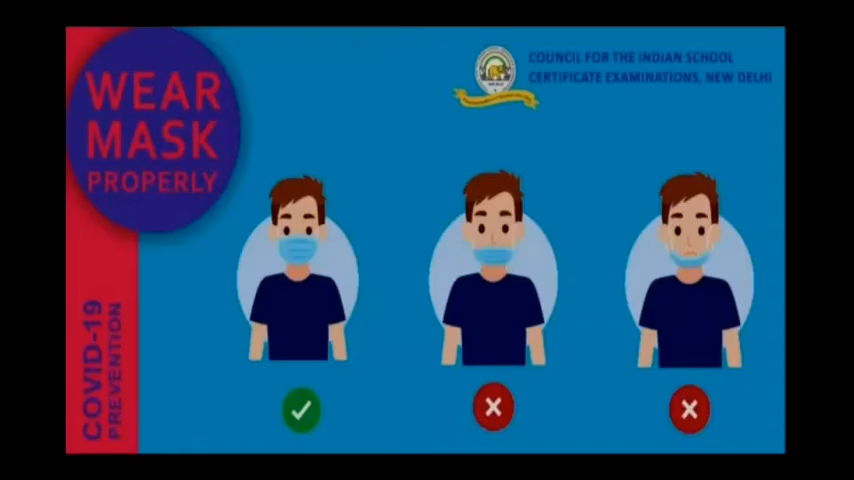 WEAR
MASK
PROPERLY
COUNCIL FOR THE INDIAN SCHOOL
CERTIFICATE EXAMINATIONS, NEW DELHI
COVID-19
PREVENTION